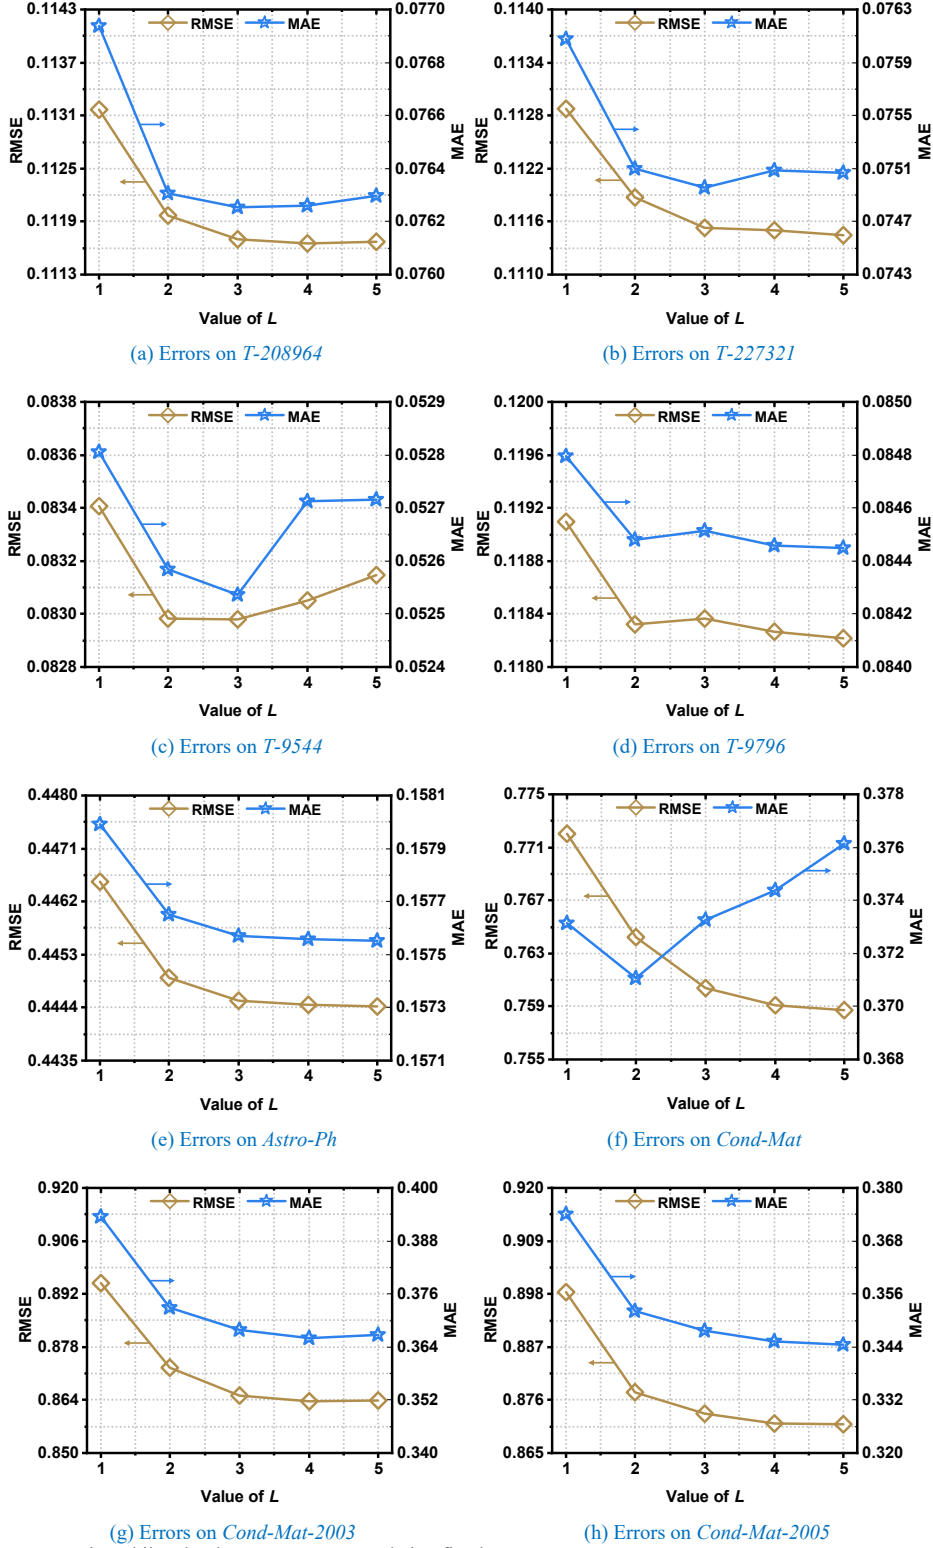 RMSE MAE
0.1143 0.1137 0.1131 0.1125 0.1119 0.1113
RMSE
0.0770 0.0768 0.0766 0.0764 0.0762 0.0760
MAE
1 2 3 4 5
Value of L
(a) Errors on T-208964
RMSE MAE
0.1140 0.1134 0.1128 0.1122 0.1116 0.1110
RMSE
0.0763 0.0759 0.0755 0.0751 0.0747 0.0743
MAE
1 2 3 4 5
Value of L
(b) Errors on T-227321
RMSE MAE
0.0838 0.0836 0.0834 0.0832 0.0830 0.0828
RMSE
0.0529 0.0528 0.0527 0.0526 0.0525 0.0524
MAE
1 2 3 4 5
Value of L
(c) Errors on T-9544
RMSE MAE
0.1200 0.1196 0.1192 0.1188 0.1184 0.1180
RMSE
0.0850 0.0848 0.0846 0.0844 0.0842 0.0840
MAE
1 2 3 4 5
Value of L
(d) Errors on T-9796
RMSE MAE
0.4480 0.4471 0.4462 0.4453 0.4444 0.4435
RMSE
0.1581 0.1579 0.1577 0.1575 0.1573 0.1571
MAE
1 2 3 4 5
Value of L
(e) Errors on Astro-Ph
RMSE MAE
0.775 0.771 0.767 0.763 0.759 0.755
RMSE
0.378 0.376 0.374 0.372 0.370 0.368
MAE
1 2 3 4 5
Value of L
(f) Errors on Cond-Mat
RMSE MAE
0.920 0.906 0.892 0.878 0.864 0.850
RMSE
0.400 0.388 0.376 0.364 0.352 0.340
MAE
1 2 3 4 5
Value of L
(g) Errors on Cond-Mat-2003
RMSE MAE
0.920 0.909 0.898 0.887 0.876 0.865
RMSE
0.380 0.368 0.356 0.344 0.332 0.320
MAE
1 2 3 4 5
Value of L
(h) Errors on Cond-Mat-2005